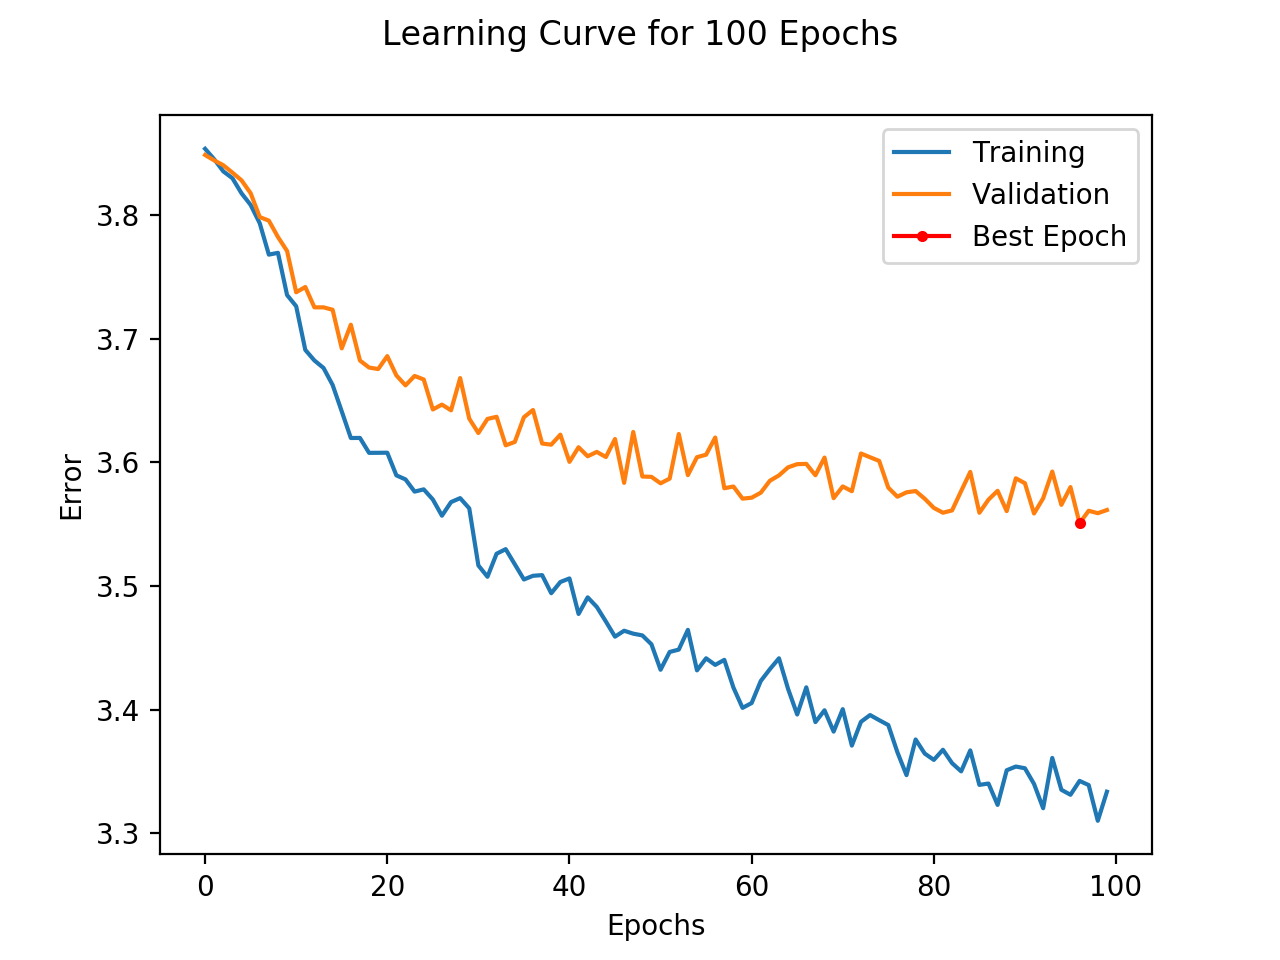 Learning Curve for 100 Epochs
Training
Validation
Best Epoch
3.8
3.7
3.6
3.5
3.4
3.3
Error
0 20 40 60 80 100
Epochs